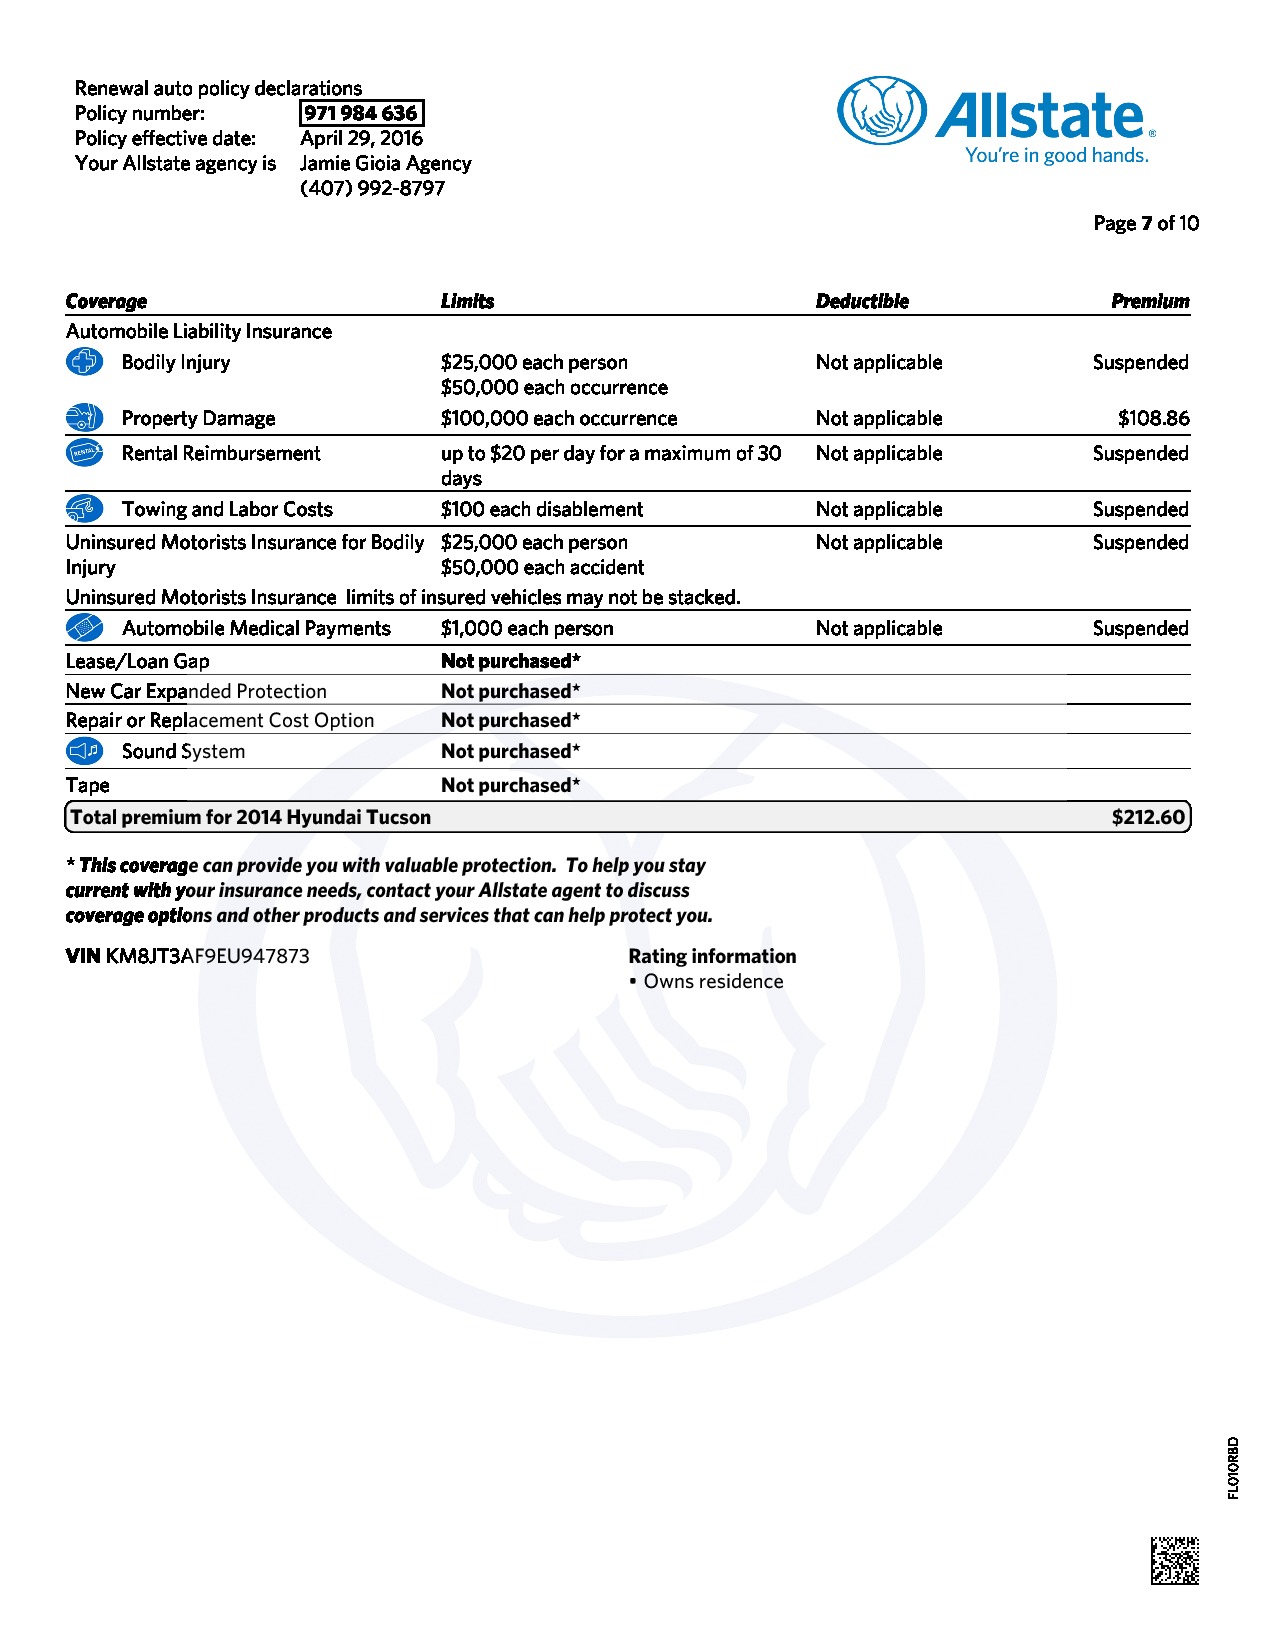 Renewal auto policy declarations
Policy number: 971 984 636
Policy effective date: April 29, 2016
Your Allstate agency is Jamie Gioia Agency
(407) 992-8797
Allstate®
You're in good hands.
Page 7 of 10
Coverage Limits Deductible Premium
Automobile Liability Insurance
Bodily Injury $25,000 each person Not applicable Suspended
$50,000 each occurrence
Property Damage $100,000 each occurrence Not applicable $108.86
RENTAL Rental Reimbursement up to $20 per day for a maximum of 30 Not applicable Suspended
days
Towing and Labor Costs $100 each disablement Not applicable Suspended
Uninsured Motorists Insurance for Bodily $25,000 each person Not applicable Suspended
Injury $50,000 each accident
Uninsured Motorists Insurance limits of insured vehicles may not be stacked.
Automobile Medical Payments $1,000 each person Not applicable Suspended
Lease/Loan Gap Not purchased*
New Car Expanded Protection Not purchased*
Repair or Replacement Cost Option Not purchased*
Sound System Not purchased*
Tape Not purchased*
Total premium for 2014 Hyundai Tucson $212.60
* This coverage can provide you with valuable protection. To help you stay
current with your insurance needs, contact your Allstate agent to discuss
coverage options and other products and services that can help protect you.
VIN KM8JT3AF9EU947873 Rating information
• Owns residence
FL010RBD